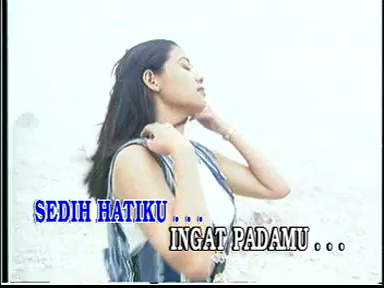 SEDIH HATIKU . . .
INGAT PADAMU . . .